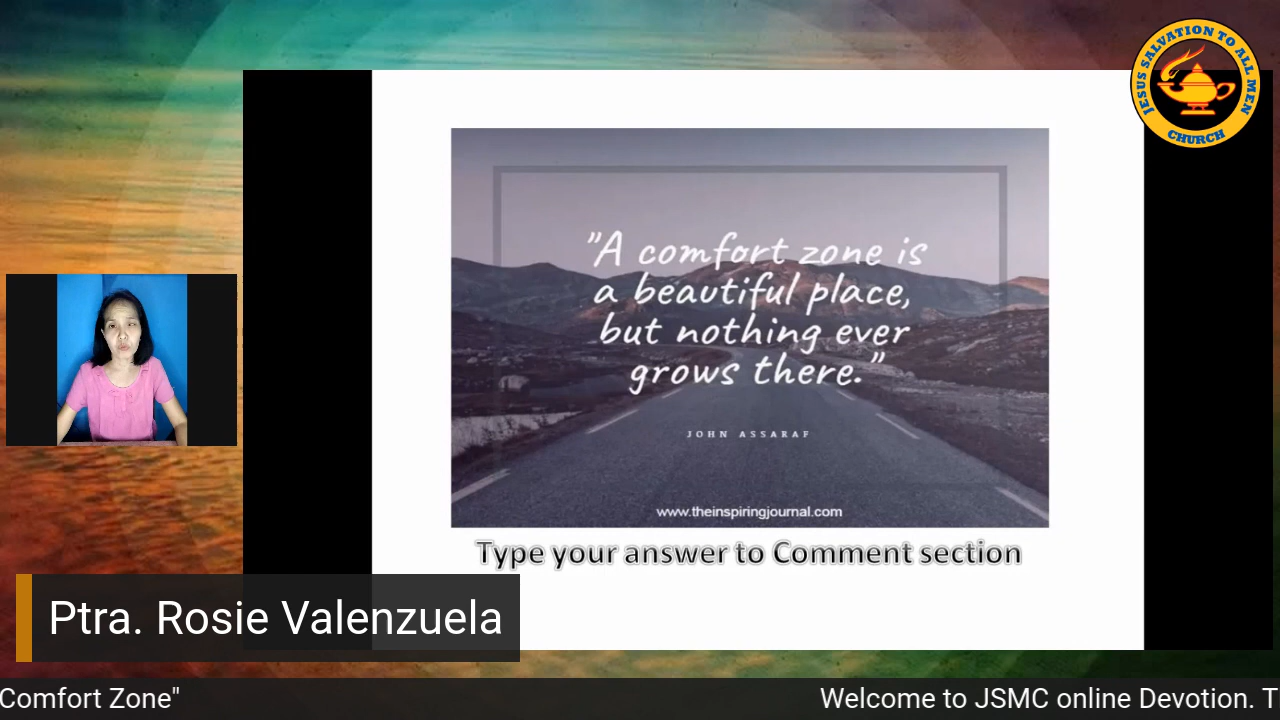 JESUS SALVATION TO ALL MEN
CHURCH
"A comfort zone is
a beautiful place,
but nothing ever
grows there."
JOHN ASSARAF
www.theinspiringjournal.com
Type your answer to Comment section
Ptra. Rosie Valenzuela
Comfort Zone"
Welcome to JSMC online Devotion. T